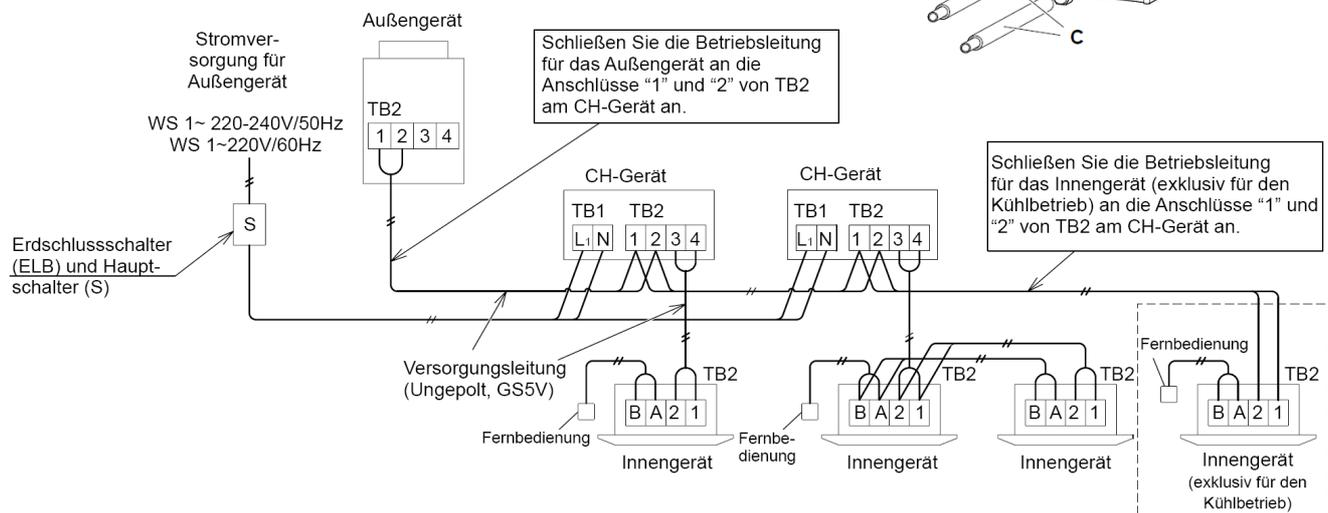 Außengerät
Stromver-
sorgung für
Außengerät
WS 1~ 220-240V/50Hz
WS 1~220V/60Hz
TB2
1 2 3 4
S
Erdschlussschalter
(ELB) und Haupt-
schalter (S)
Schließen Sie die Betriebsleitung
für das Außengerät an die
Anschlüsse “1” und “2” von TB2
am CH-Gerät an.
C
CH-Gerät
TB1 TB2
L1 N 1 2 3 4
CH-Gerät
TB1 TB2
L1 N 1 2 3 4
Schließen Sie die Betriebsleitung
für das Innengerät (exklusiv für den
Kühlbetrieb) an die Anschlüsse “1” und
“2” von TB2 am CH-Gerät an.
Versorgungsleitung
(Ungepolt, GS5V)
TB2
B A 2 1
Fernbedienung
Innengerät
TB2
B A 2 1
Fernbe-
dienung
Innengerät
TB2
B A 2 1
Innengerät
Fernbedienung
TB2
B A 2 1
Innengerät
(exklusiv für den
Kühlbetrieb)